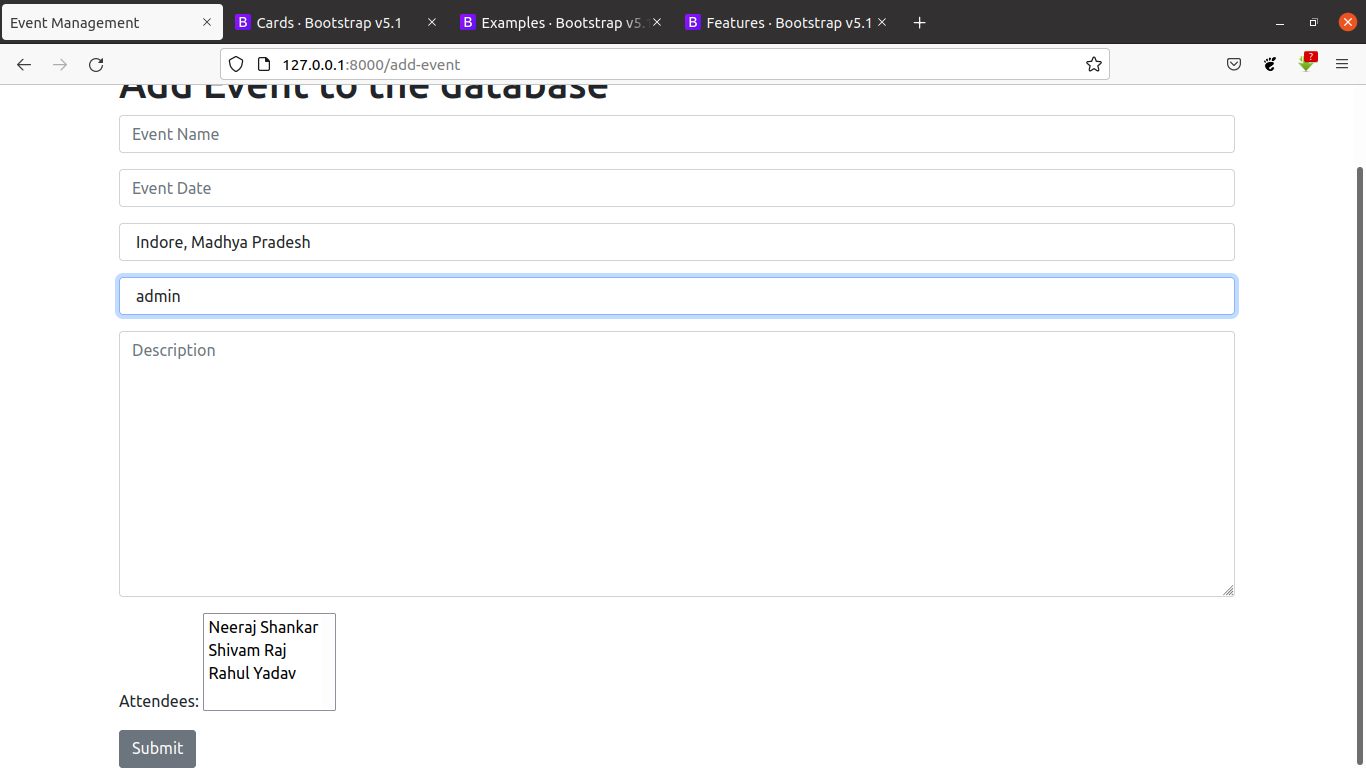 Event Management
Cards · Bootstrap v5.1
Examples · Bootstrap v5.
Features · Bootstrap v5.1
127.0.0.1:8000/add-event
?
Add Event to the database
Event Name
Event Date
Indore, Madhya Pradesh
admin
Description
Neeraj Shankar
Shivam Raj
Rahul Yadav
Attendees:
Submit